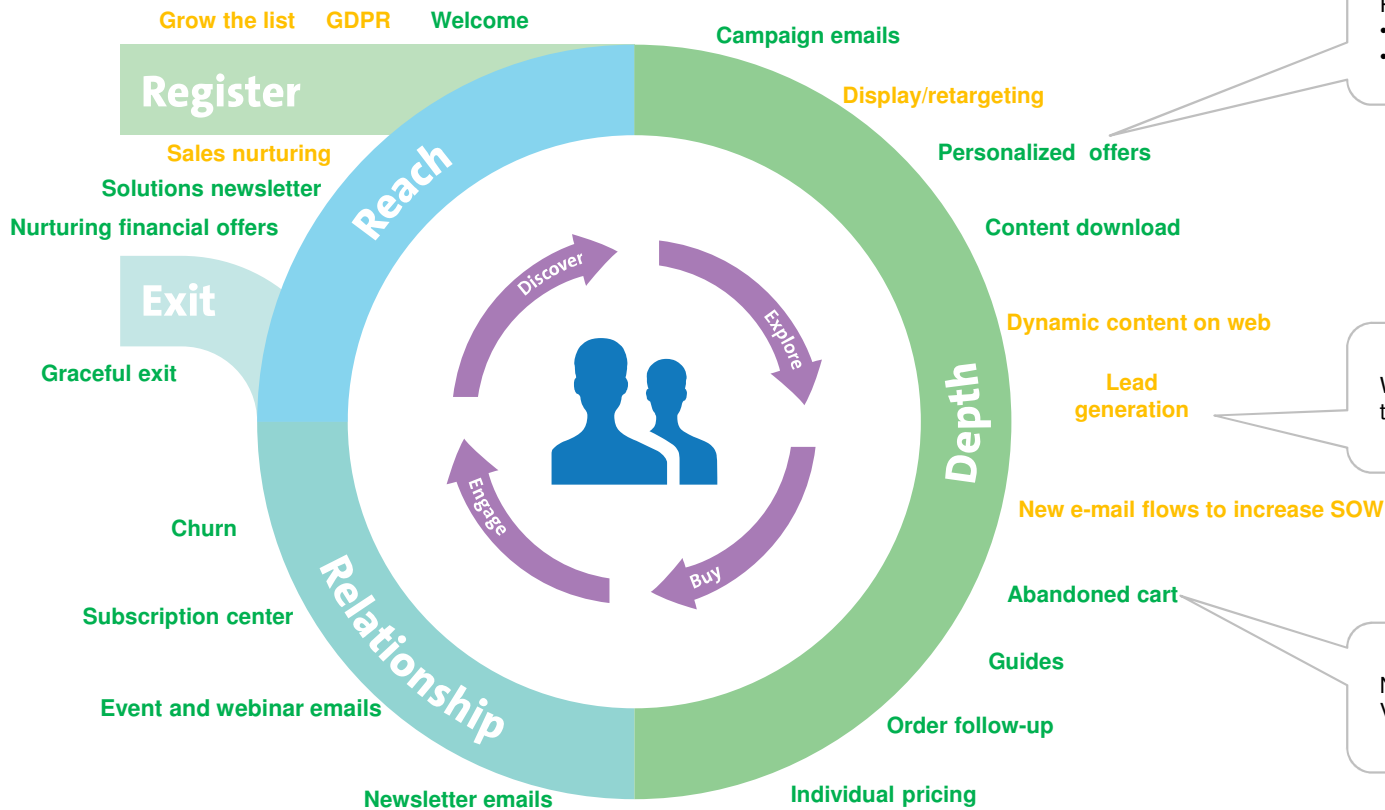 Grow the list GDPR Welcome
Campaign emails
Register
Display/retargeting
Sales nurturing
Personalized offers
Solutions newsletter
Reach
Nurturing financial offers
Content download
Discover
Explore
Exit
Dynamic content on web
Graceful exit
Lead
generation
Depth
Engage
New e-mail flows to increase SOW
Churn
Buy
Abandoned cart
Subscription center
Relationship
Guides
Event and webinar emails
Order follow-up
Newsletter emails
Individual pricing